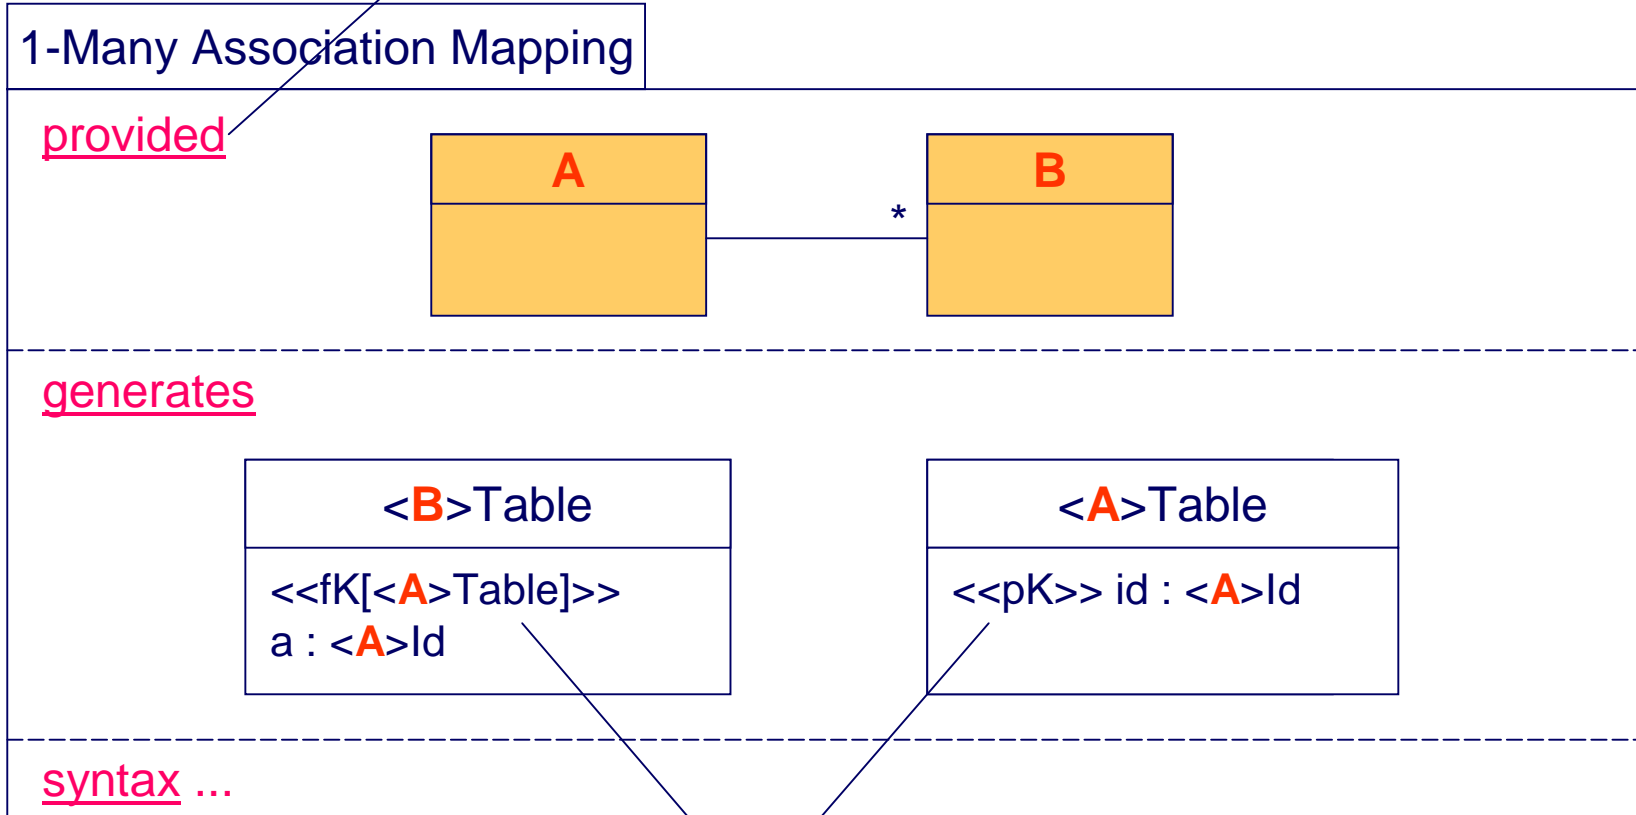 1-Many Association Mapping
provided
A
B
*
generates
<B>Table
<<fK[<A>Table]>>
a : <A>Id
<A>Table
<<pK>> id : <A>Id
syntax ...